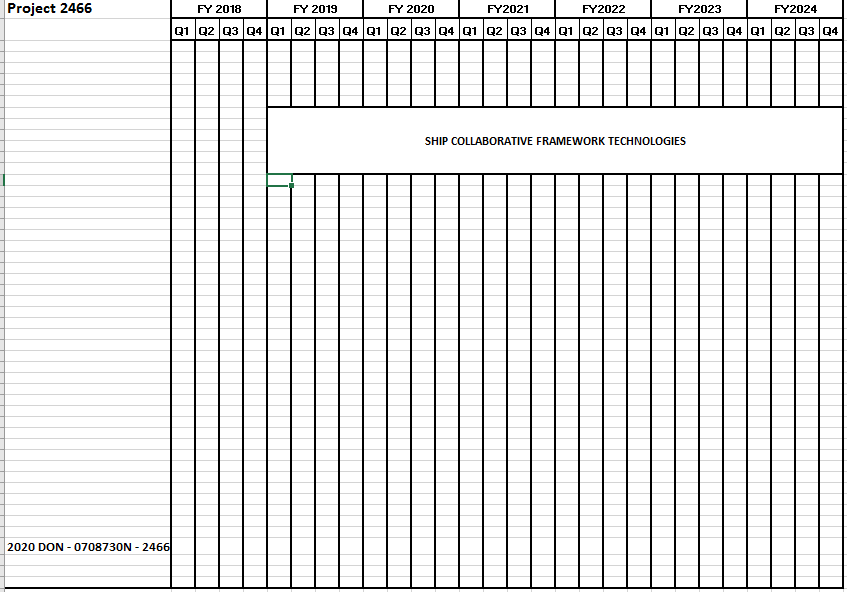 Project 2466 FY 2018 FY 2019 FY 2020 FY2021 FY2022 FY2023 FY2024
Q1 Q2 Q3 Q4 Q1 Q2 Q3 Q4 Q1 Q2 Q3 Q4 Q1 Q2 Q3 Q4 Q1 Q2 Q3 Q4 Q1 Q2 Q3 Q4 Q1 Q2 Q3 Q4
SHIP COLLABORATIVE FRAMEWORK TECHNOLOGIES
2020 DON - 0708730N - 2466